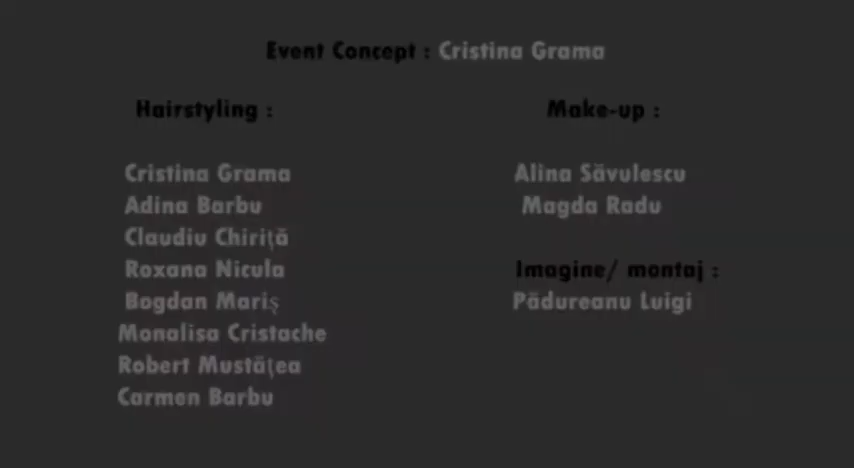 Event Concept : Cristina Grama
Hairstyling :
Cristina Grama
Adina Barbu
Claudiu Chiriță
Roxana Nicula
Bogdan Mariş
Monalisa Cristache
Robert Mustățea
Carmen Barbu
Make-up :
Alina Săvulescu
Magda Radu
Imagine/ montaj :
Pădureanu Luigi